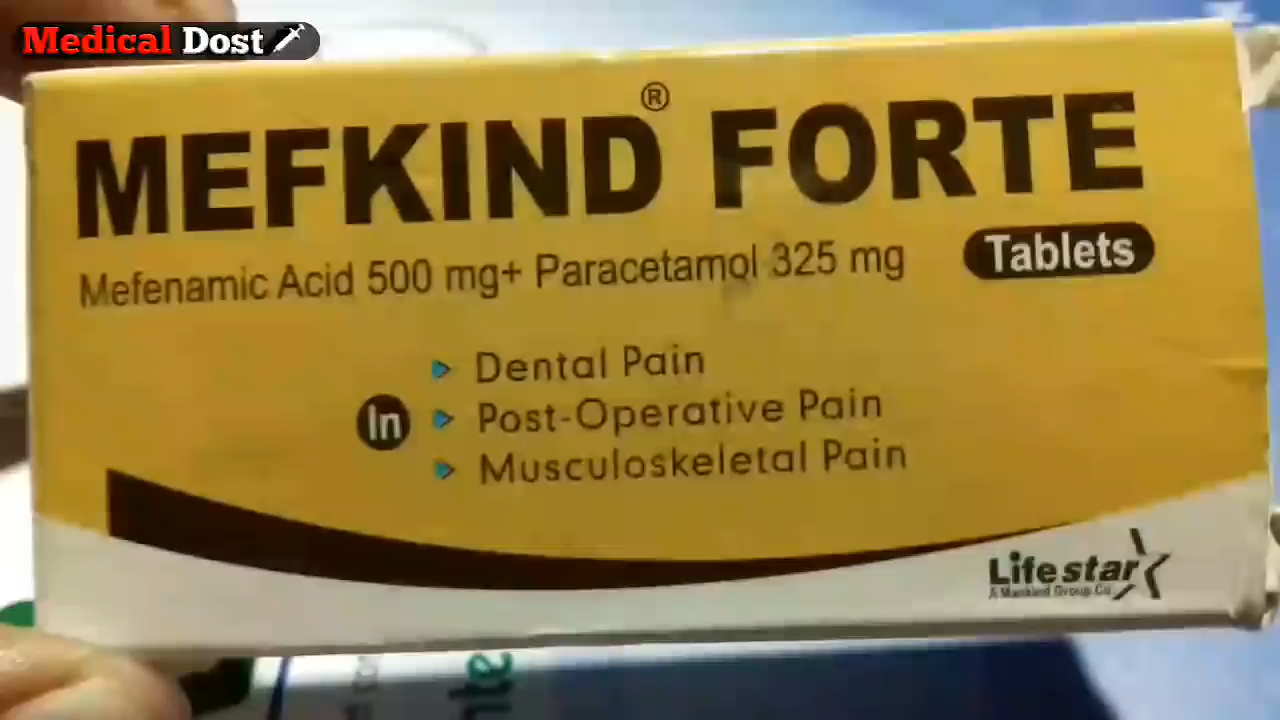 Medical Dost
MEFKIND® FORTE
Mefenamic Acid 500 mg+ Paracetamol 325 mg
Tablets
In
Dental Pain
Post-Operative Pain
Musculoskeletal Pain
Lifestar
A Mankind Group Co.